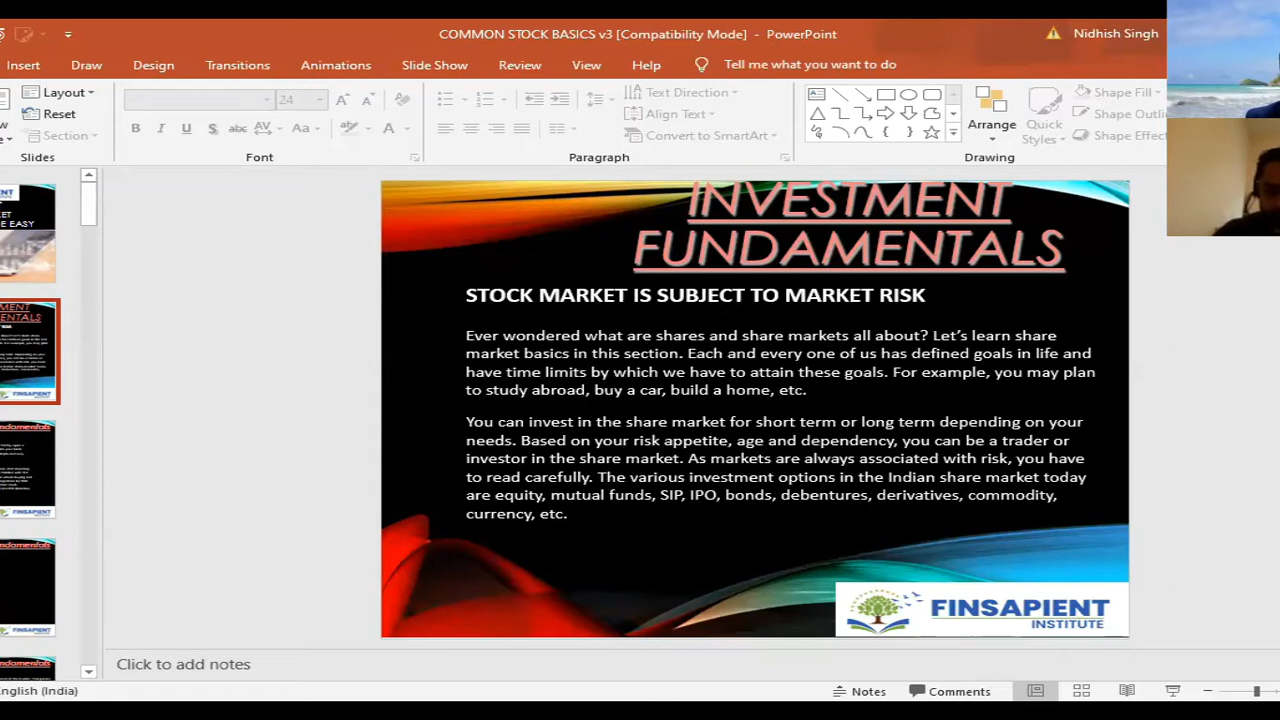 COMMON STOCK BASICS v3 [Compatibility Mode] - PowerPoint
Nidhish Singh
Insert Draw Design Transitions Animations Slide Show Review View Help Tell me what you want to do
Layout
Reset
Section
Slides
24
Aa
Font
Text Direction
Align Text
Convert to SmartArt
Paragraph
Arrange
Quick
Styles
Shape Fill
Shape Outli
Shape Effec
Drawing
INVESTMENT
FUNDAMENTALS
STOCK MARKET IS SUBJECT TO MARKET RISK
Ever wondered what are shares and share markets all about? Let's learn share
market basics in this section. Each and every one of us has defined goals in life and
have time limits by which we have to attain these goals. For example, you may plan
to study abroad, buy a car, build a home, etc.
You can invest in the share market for short term or long term depending on your
needs. Based on your risk appetite, age and dependency, you can be a trader or
investor in the share market. As markets are always associated with risk, you have
to read carefully. The various investment options in the Indian share market today
are equity, mutual funds, SIP, IPO, bonds, debentures, derivatives, commodity,
currency, etc.
FINSAPIENT
INSTITUTE
Click to add notes
English (India)
Notes
Comments